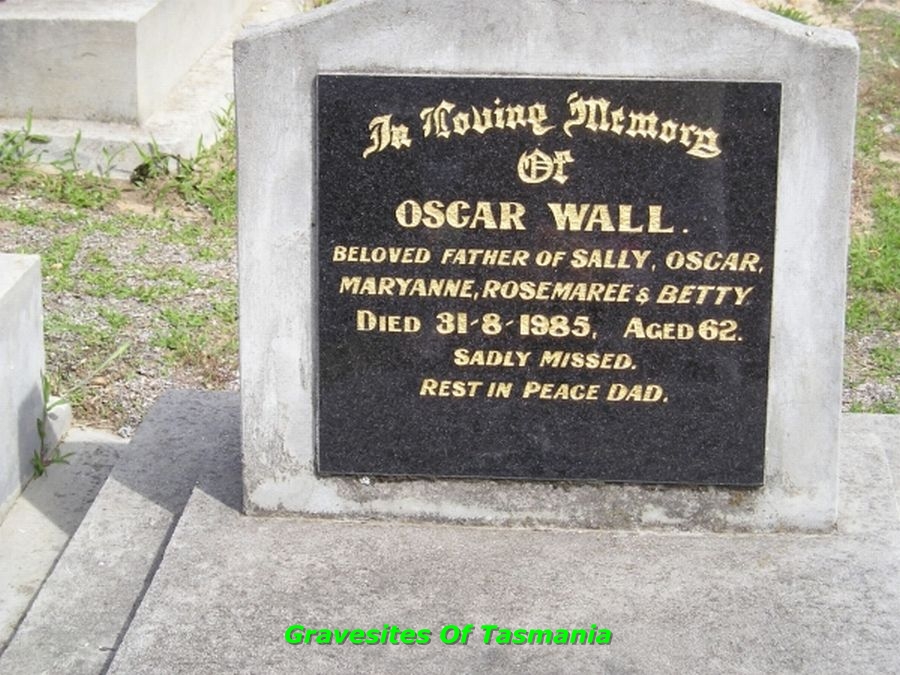 In Loving Memory
Of
OSCAR WALL.
BELOVED FATHER OF SALLY, OSCAR,
MARYANNE, ROSEMAREE & BETTY
DIED 31-8-1985, AGED 62.
SADLY MISSED.
REST IN PEACE DAD.
Gravesites Of Tasmania